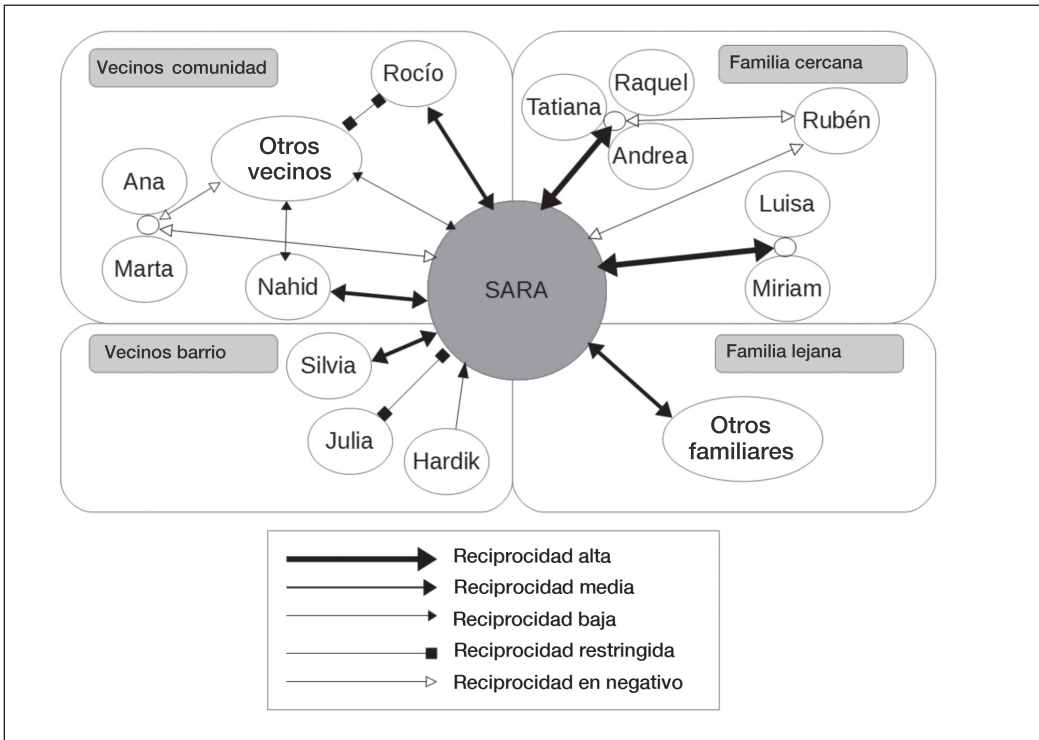 Vecinos comunidad
Rocío
Otros
vecinos
Ana
Marta
Nahid
Familia cercana
Raquel
Tatiana
Andrea
Rubén
Luisa
Miriam
SARA
Vecinos barrio
Silvia
Julia
Hardik
Familia lejana
Otros
familiares
Reciprocidad alta
Reciprocidad media
Reciprocidad baja
Reciprocidad restringida
Reciprocidad en negativo